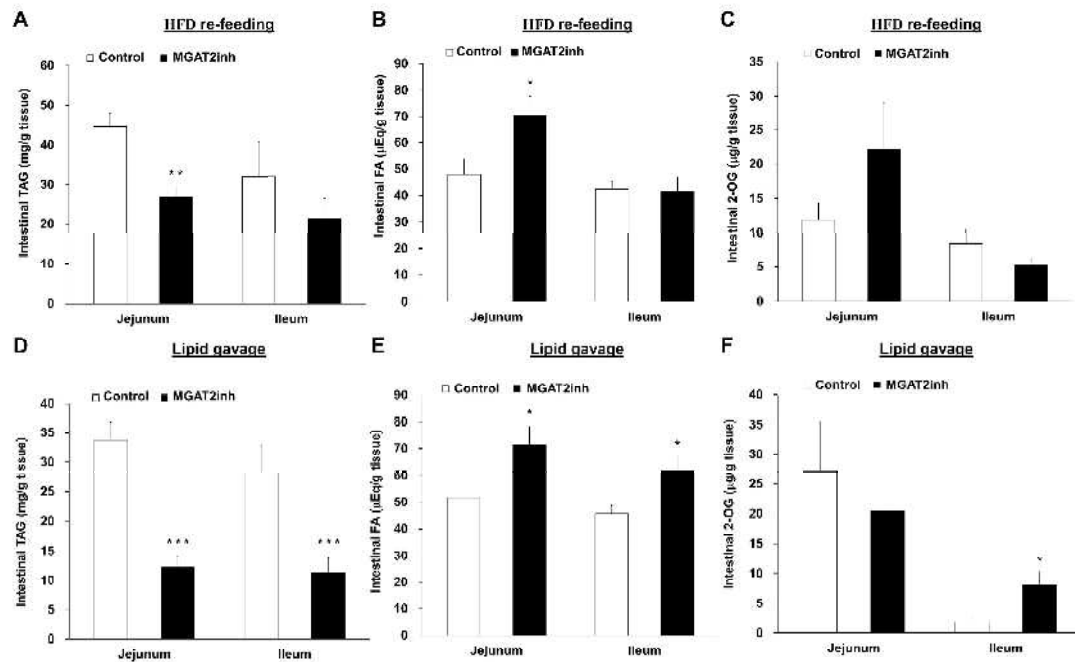 A
HFD re-feeding
Control MGAT2inh
Intestinal TAG (mg/g tissue)
60
50
40
30
20
10
0
**
Jejunum Ileum
B
HFD re-feeding
Control MGAT2inh
Intestinal FA (µEq/g tissue)
90
80
70
60
50
40
30
20
10
0
*
Jejunum Ileum
C
HFD re-feeding
Control MGAT2inh
Intestinal 2-OG (µg/g tissue)
35
30
25
20
15
10
5
0
Jejunum Ileum
D
Lipid gavage
Control MGAT2inh
Intestinal TAG (mg/g tissue)
40
35
30
25
20
15
10
5
0
***
***
Jejunum Ileum
E
Lipid gavage
Control MGAT2inh
Intestinal FA (µEq/g tissue)
90
80
70
60
50
40
30
20
10
0
*
*
Jejunum Ileum
F
Lipid gavage
Control MGAT2inh
Intestinal 2-OG (µg/g tissue)
40
35
30
25
20
15
10
5
0
*
Jejunum Ileum